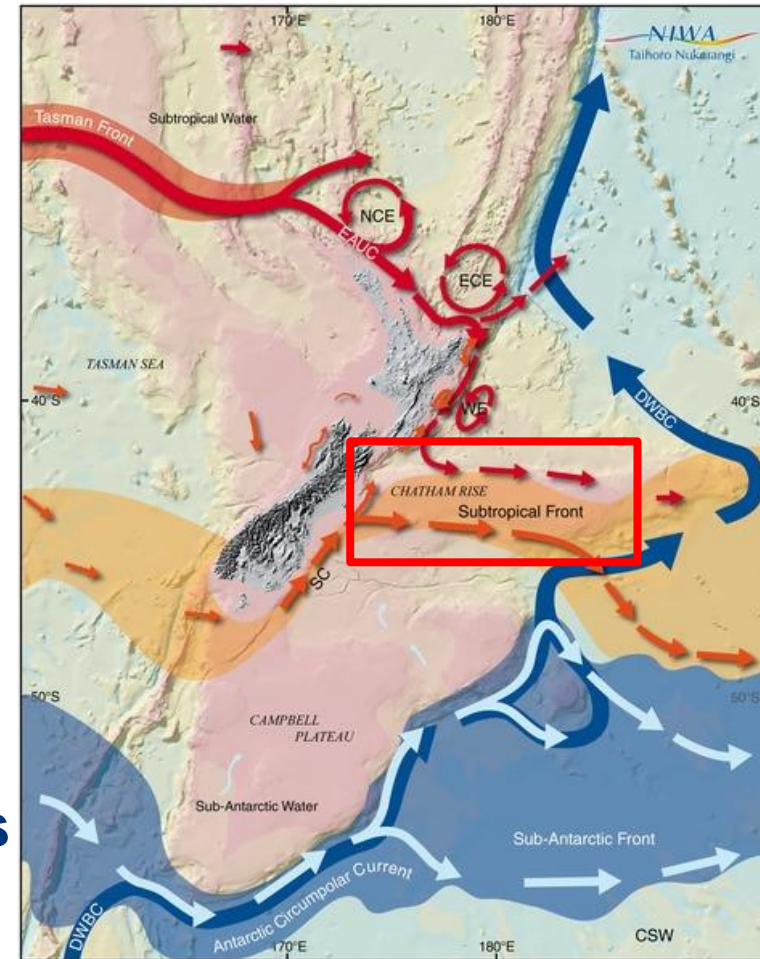 170°E
180°E
NIWA
Taihoro Nukurangi
Tasman Front
Subtropical Water
NCE
EAUC
ECE
TASMAN SEA
40°S
40°S
WE
DWBC
CHATHAM RISE
Subtropical Front
SC
50°S
50°S
CAMPBELL
PLATEAU
Sub-Antarctic Water
s
Sub-Antarctic Front
Antarctic Circumpolar Current
DWBC
170°E
180°E
CSW